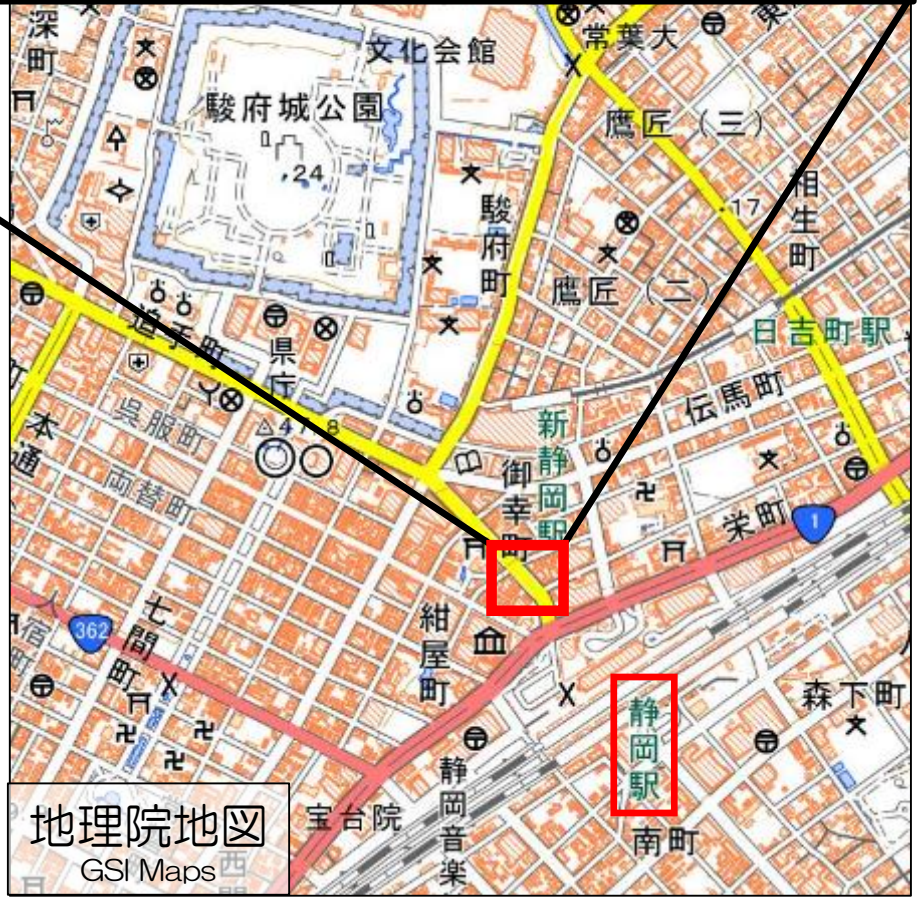 深町
文化会館
常葉大
駿府城公園
鷹匠（三）
24
17
相生町
駿府町
鷹匠（二）
日吉町駅
追手町
県庁
伝馬町
呉服町
本通
両替町
新静岡駅
御幸町
栄町
1
362
七間町
紺屋町
森下町
静岡駅
宝台院
静岡音楽
南町
地理院地図
GSI Maps